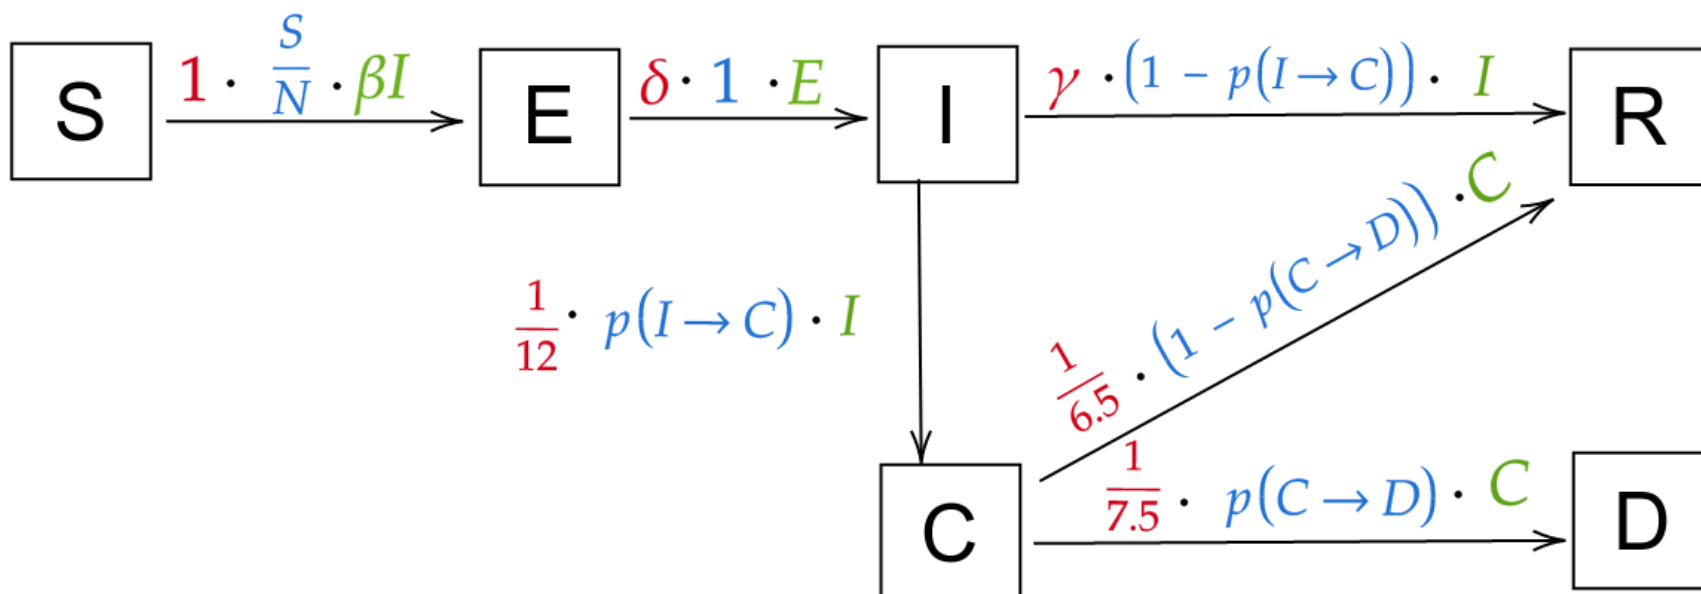 S
1 · S/N · βI
E
δ · 1 · E
I
γ · (1 − p(I → C)) · I
R
1/12 · p(I → C) · I
1/6.5 · (1 − p(C → D)) · C
C
1/7.5 · p(C → D) · C
D